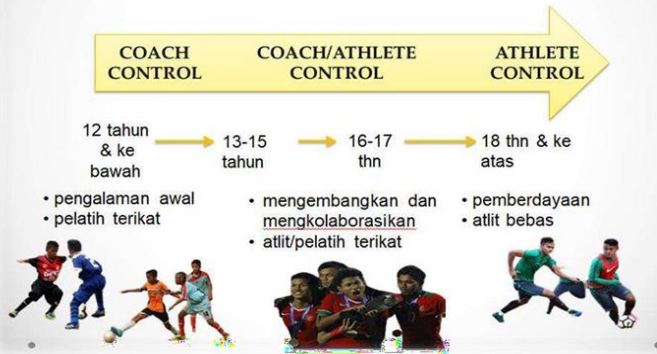 COACH
CONTROL
COACH/ATHLETE
CONTROL
ATHLETE
CONTROL
12 tahun
& ke
bawah
13-15
tahun
16-17
thn
18 thn & ke
atas
• pengalaman awal
• pelatih terikat
• mengembangkan dan
mengkolaborasikan
• atlit/pelatih terikat
• pemberdayaan
• atlit bebas